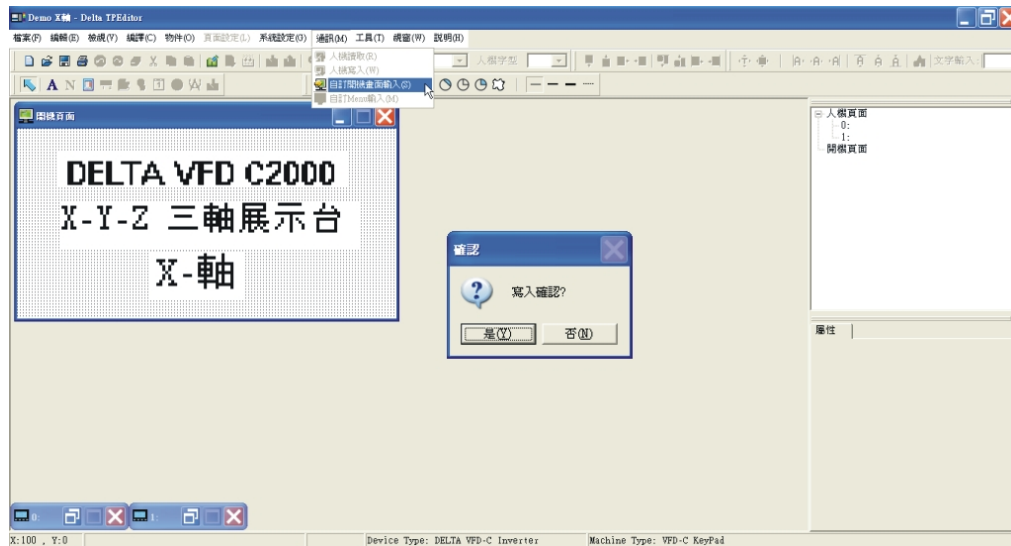 Demo X軸 - Delta TPEditor
檔案(F) 編輯(E) 檢視(V) 編譯(C) 物件(O) 頁面設定(L) 系統設定(O) 通訊(M) 工具(T) 視窗(W) 說明(H)
人機讀取(R)
人機寫入(W)
自訂開機畫面輸入(S)
自訂Menu輸入(M)
人機字型
文字輸入:
開機頁面
DELTA VFD C2000
X-Y-Z 三軸展示台
X-軸
確認
寫入確認?
是(Y) 否(N)
人機頁面
0:
1:
開機頁面
屬性
0: 1:
X:100 , Y:0 Device Type: DELTA VFD-C Inverter Machine Type: VFD-C KeyPad